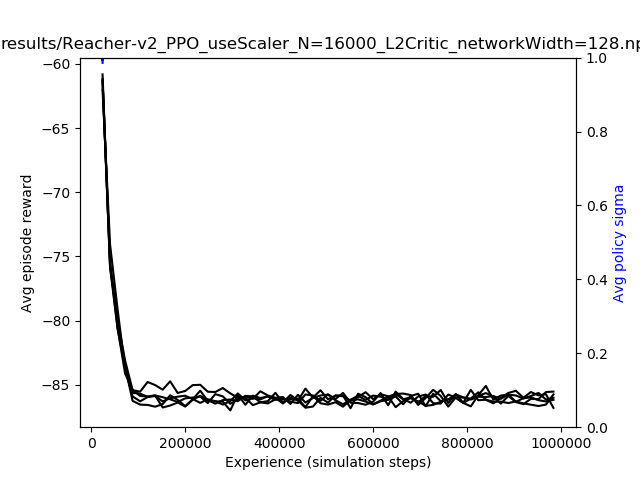 results/Reacher-v2_PPO_useScaler_N=16000_L2Critic_networkWidth=128.np
−60
−65
−70
−75
−80
−85
Avg episode reward
1.0
0.8
0.6
0.4
0.2
0.0
Avg policy sigma
0 200000 400000 600000 800000 1000000
Experience (simulation steps)